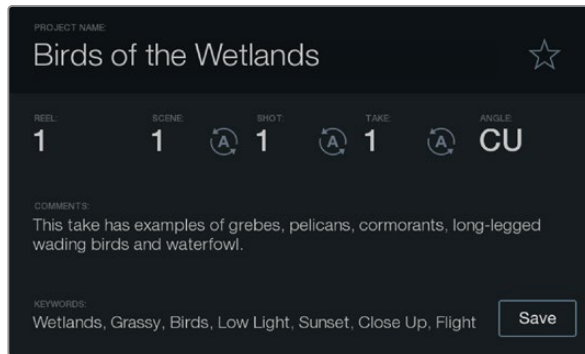 PROJECT NAME:
Birds of the Wetlands
REEL: SCENE: SHOT: TAKE: ANGLE:
1 1 A 1 A 1 A CU
COMMENTS:
This take has examples of grebes, pelicans, cormorants, long-legged
wading birds and waterfowl.
KEYWORDS:
Wetlands, Grassy, Birds, Low Light, Sunset, Close Up, Flight
Save